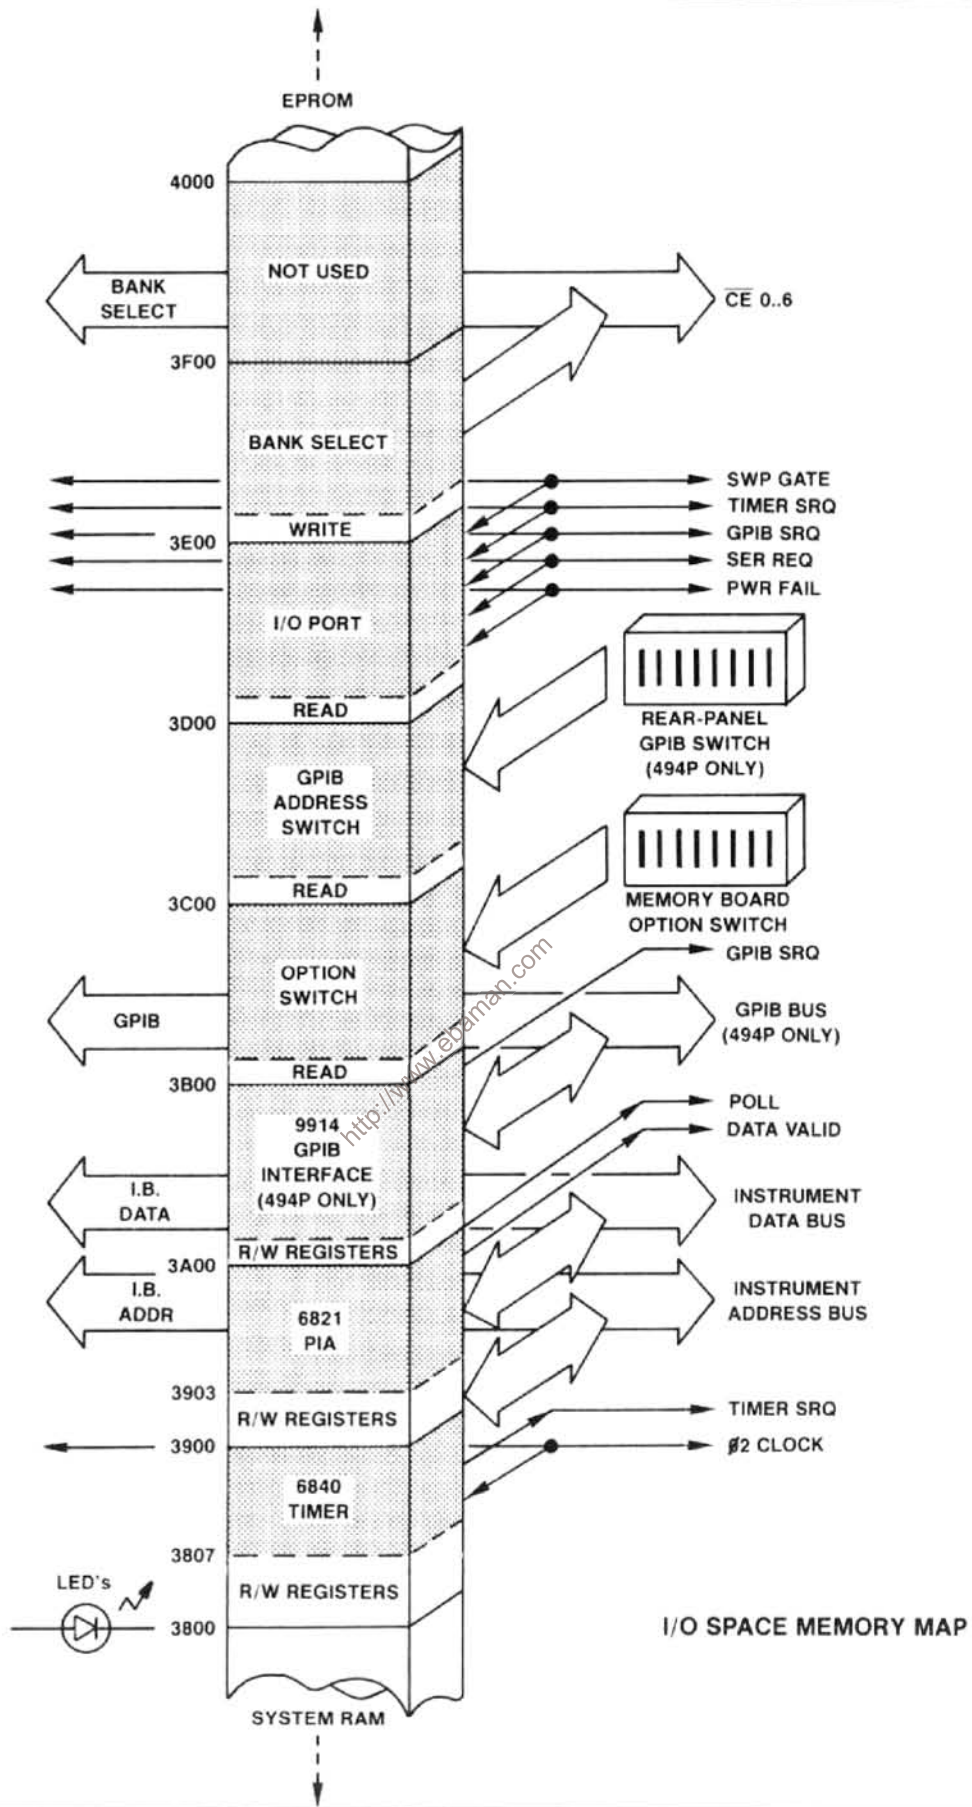 EPROM
4000
NOT USED
BANK
SELECT
CE 0..6
3F00
BANK SELECT
SWP GATE
TIMER SRQ
WRITE
GPIB SRQ
3E00
SER REQ
PWR FAIL
I/O PORT
READ
3D00
REAR-PANEL
GPIB SWITCH
(494P ONLY)
GPIB
ADDRESS
SWITCH
READ
3C00
MEMORY BOARD
OPTION SWITCH
GPIB SRQ
OPTION
SWITCH
GPIB
GPIB BUS
(494P ONLY)
READ
3B00
POLL
DATA VALID
9914
GPIB
INTERFACE
(494P ONLY)
I.B.
DATA
INSTRUMENT
DATA BUS
R/W REGISTERS
3A00
I.B.
ADDR
INSTRUMENT
ADDRESS BUS
6821
PIA
3903
R/W REGISTERS
TIMER SRQ
3900
ø2 CLOCK
6840
TIMER
3807
LED's
R/W REGISTERS
3800
I/O SPACE MEMORY MAP
SYSTEM RAM
http://www.ebaman.com